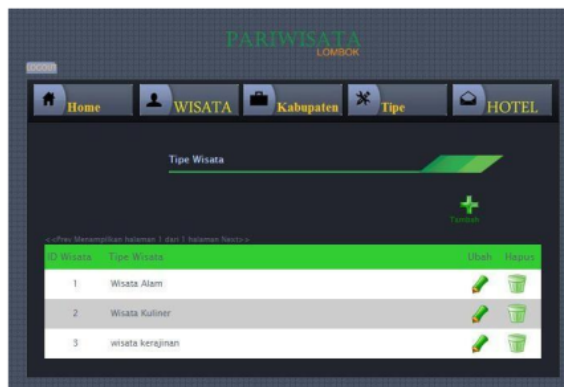 PARIWISATA
LOMBOK
LOGOUT
Home WISATA Kabupaten Tipe HOTEL
Tipe Wisata
Tambah
<<Prev Menampilkan halaman 1 dari 1 halaman Next>>
ID Wisata Tipe Wisata Ubah Hapus
1 Wisata Alam
2 Wisata Kuliner
3 wisata kerajinan